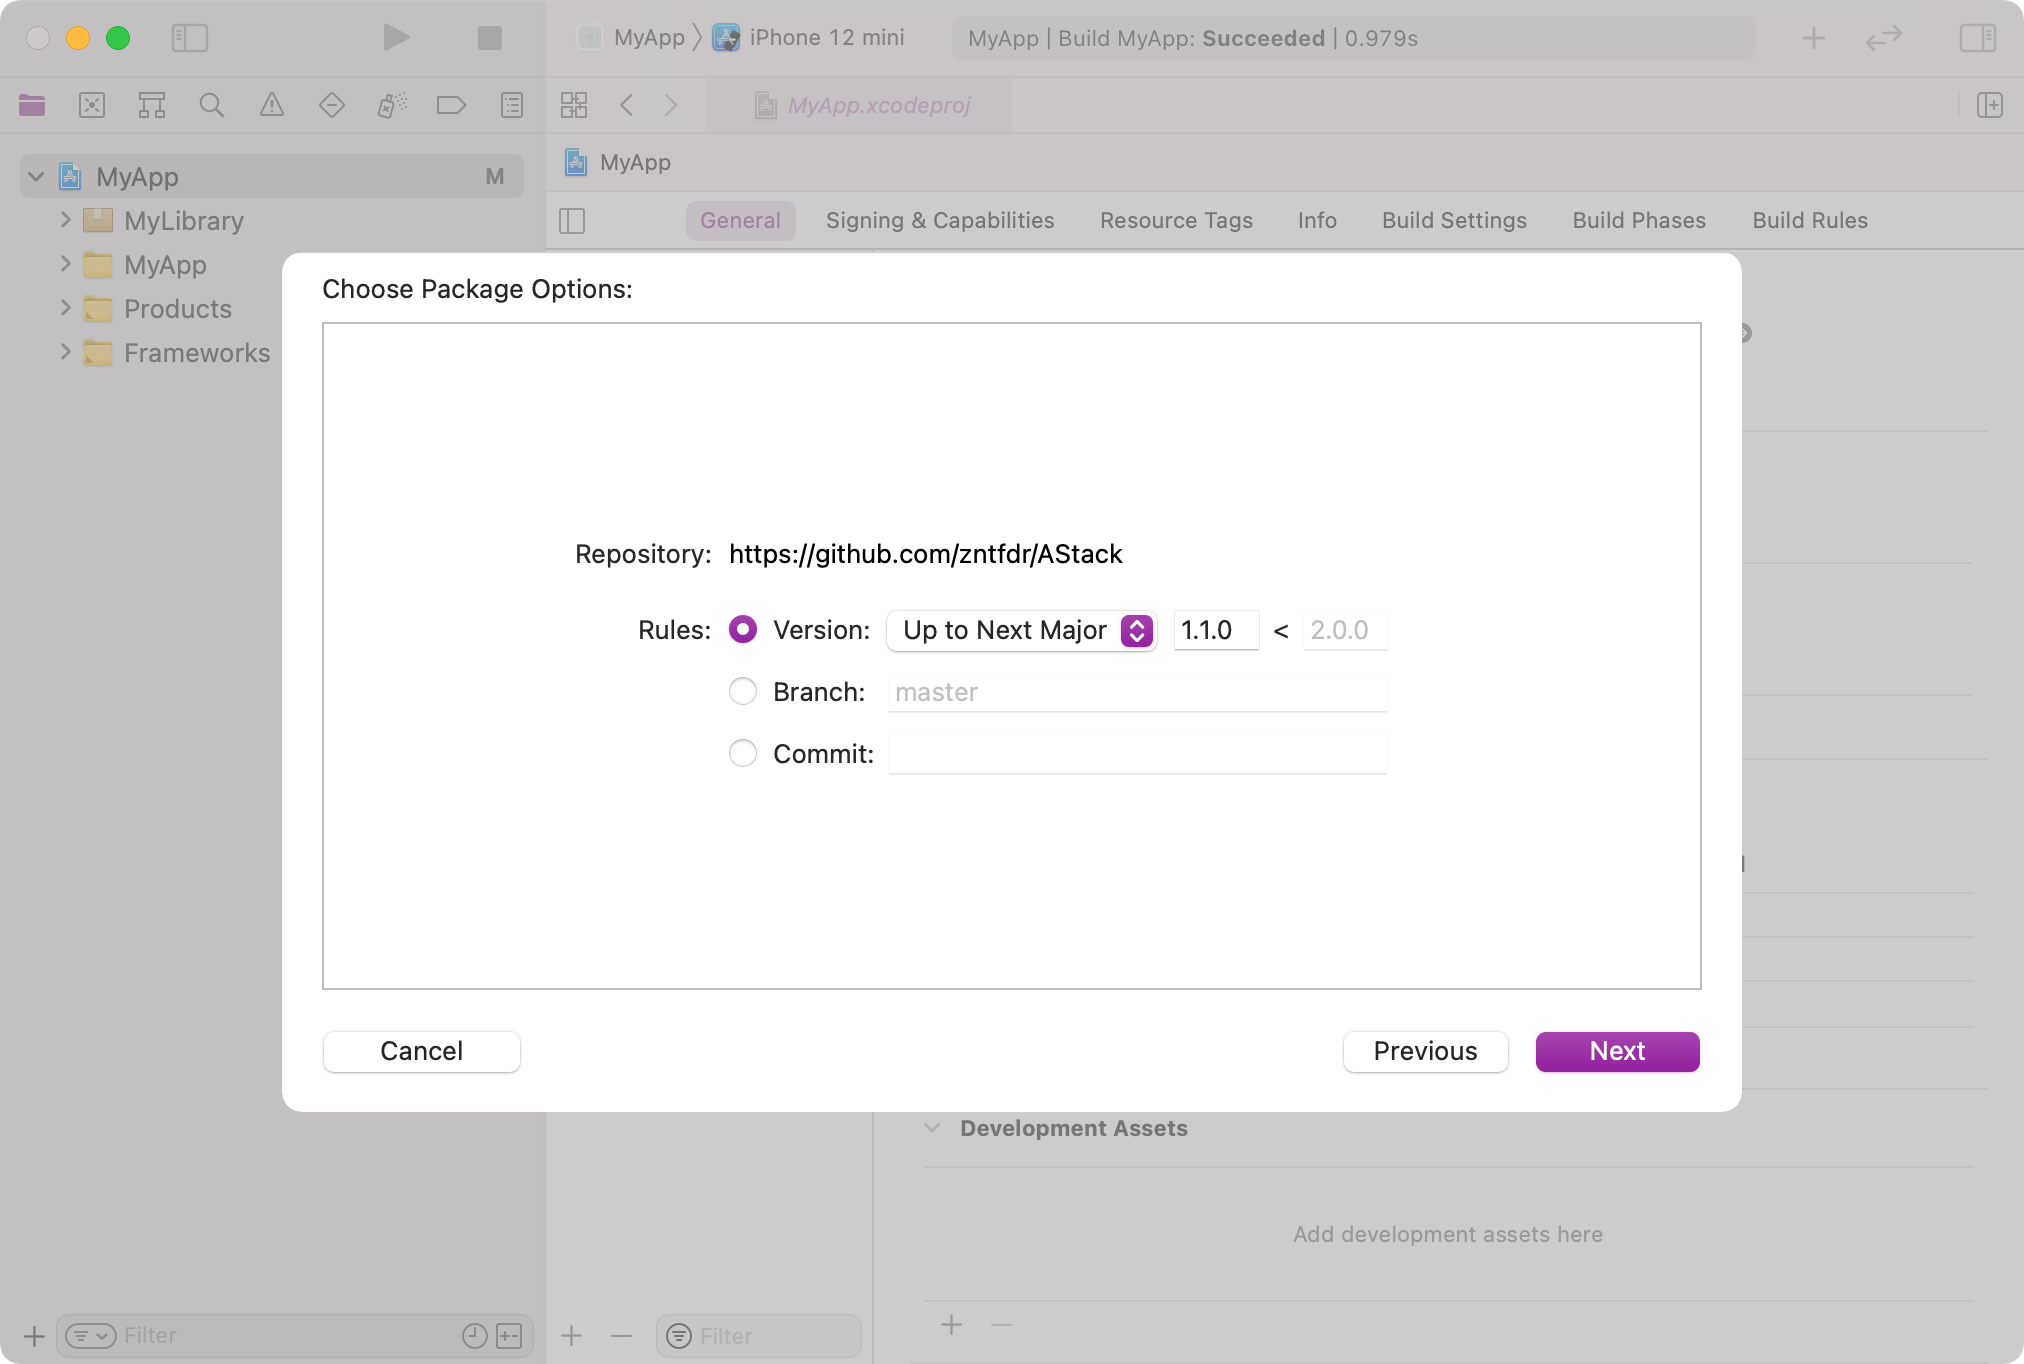 MyApp
iPhone 12 mini
MyApp | Build MyApp: Succeeded | 0.979s
MyApp.xcodeproj
MyApp
M
MyLibrary
MyApp
Products
Frameworks
MyApp
General
Signing & Capabilities
Resource Tags
Info
Build Settings
Build Phases
Build Rules
Choose Package Options:
Repository: https://github.com/zntfdr/AStack
Rules: Version: Up to Next Major 1.1.0 < 2.0.0
Branch: master
Commit:
Cancel
Previous
Next
Development Assets
Add development assets here
Filter
Filter